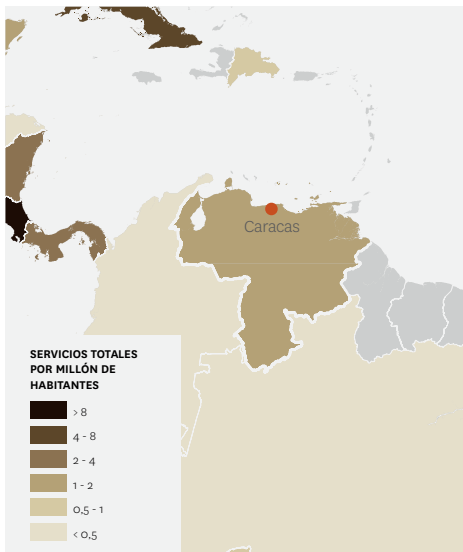 Caracas
SERVICIOS TOTALES
POR MILLÓN DE
HABITANTES
> 8
4 - 8
2 - 4
1 - 2
0,5 - 1
< 0,5